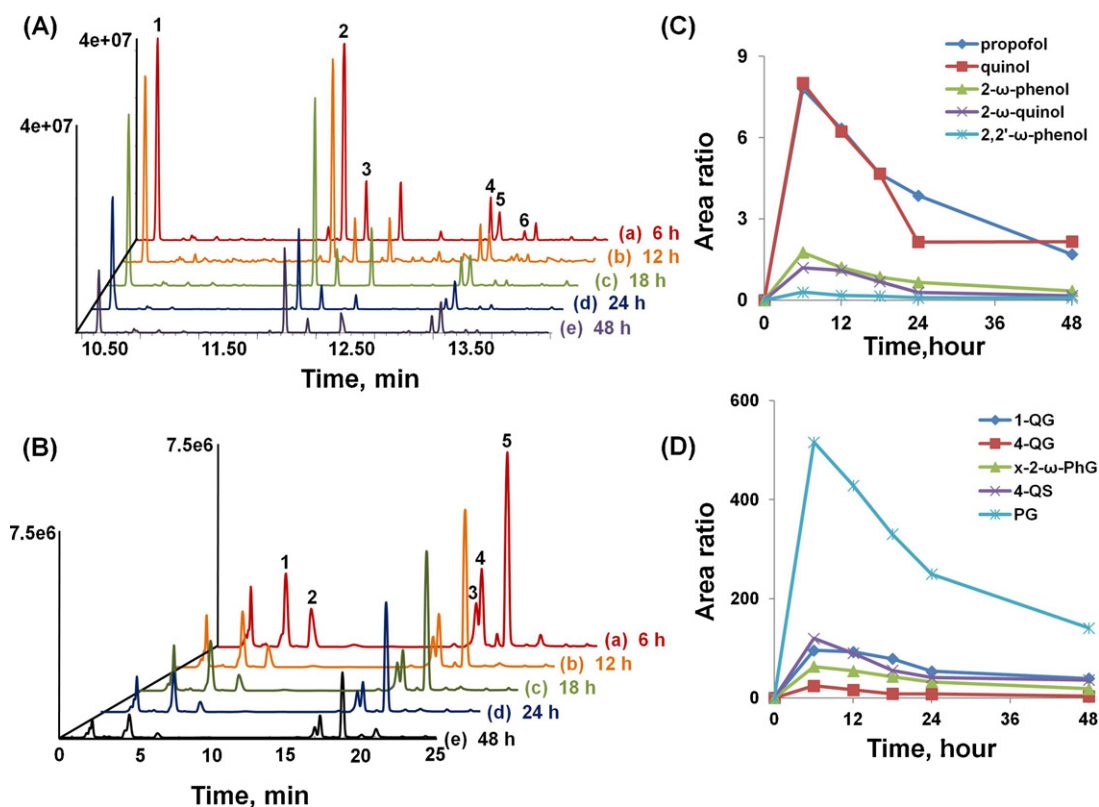 (A)
4e+07
4e+07
1
2
3
4
5
6
(a) 6 h
(b) 12 h
(c) 18 h
(d) 24 h
(e) 48 h
10.50 11.50 12.50 13.50
Time, min
(B)
7.5e6
7.5e6
1
2
3
4
5
(a) 6 h
(b) 12 h
(c) 18 h
(d) 24 h
(e) 48 h
0 5 10 15 20 25
Time, min
(C)
propofol
quinol
2-ω-phenol
2-ω-quinol
2,2'-ω-phenol
Area ratio
9
6
3
0
0 12 24 36 48
Time,hour
(D)
1-QG
4-QG
x-2-ω-PhG
4-QS
PG
Area ratio
600
400
200
0
0 12 24 36 48
Time, hour